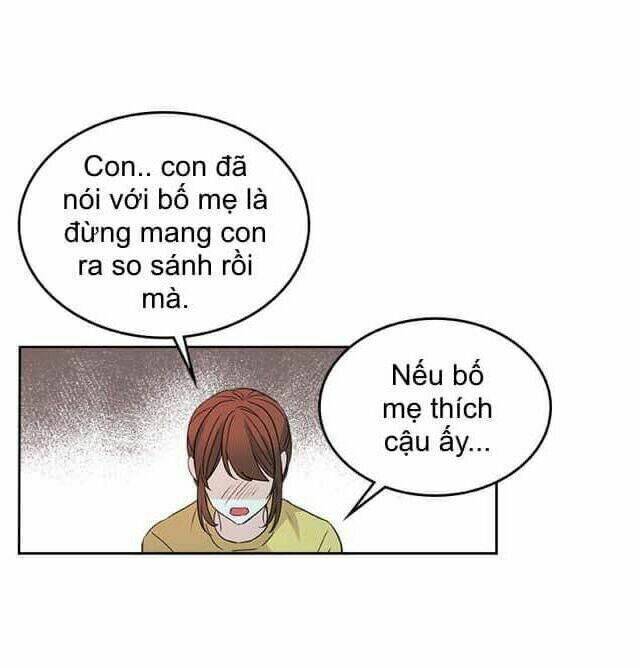 Con.. con đã
nói với bố mẹ là
đừng mang con
ra so sánh rồi
mà.
Nếu bố
mẹ thích
cậu ấy...